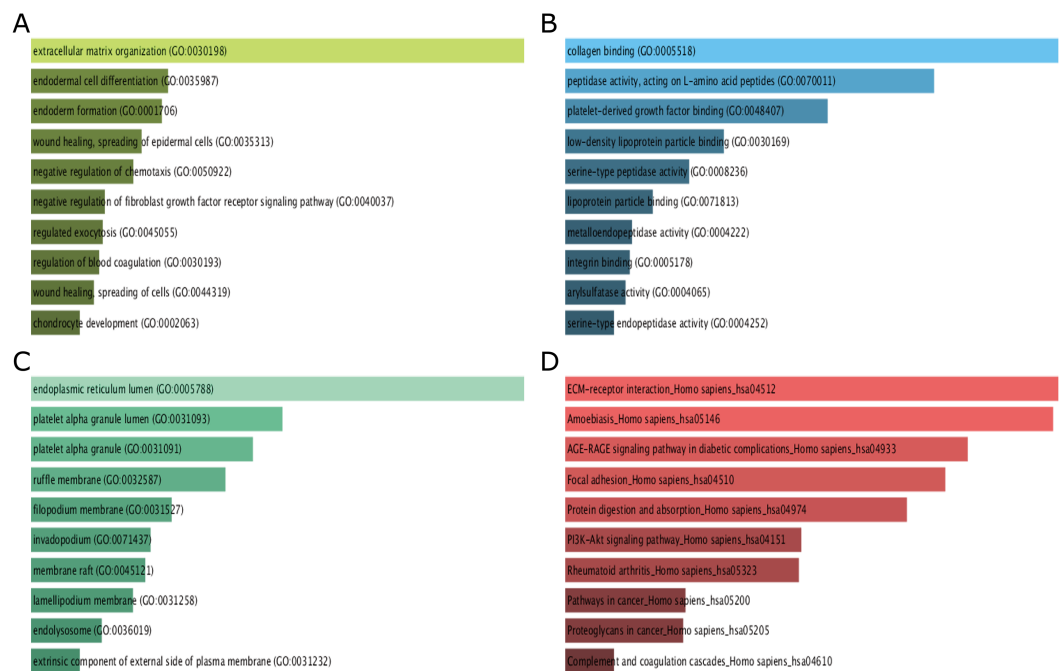 A
extracellular matrix organization (GO:0030198)
endodermal cell differentiation (GO:0035987)
endoderm formation (GO:0001706)
wound healing, spreading of epidermal cells (GO:0035313)
negative regulation of chemotaxis (GO:0050922)
negative regulation of fibroblast growth factor receptor signaling pathway (GO:0040037)
regulated exocytosis (GO:0045055)
regulation of blood coagulation (GO:0030193)
wound healing, spreading of cells (GO:0044319)
chondrocyte development (GO:0002063)
B
collagen binding (GO:0005518)
peptidase activity, acting on L-amino acid peptides (GO:0070011)
platelet-derived growth factor binding (GO:0048407)
low-density lipoprotein particle binding (GO:0030169)
serine-type peptidase activity (GO:0008236)
lipoprotein particle binding (GO:0071813)
metalloendopeptidase activity (GO:0004222)
integrin binding (GO:0005178)
arylsulfatase activity (GO:0004065)
serine-type endopeptidase activity (GO:0004252)
C
endoplasmic reticulum lumen (GO:0005788)
platelet alpha granule lumen (GO:0031093)
platelet alpha granule (GO:0031091)
ruffle membrane (GO:0032587)
filopodium membrane (GO:0031527)
invadopodium (GO:0071437)
membrane raft (GO:0045121)
lamellipodium membrane (GO:0031258)
endolysosome (GO:0036019)
extrinsic component of external side of plasma membrane (GO:0031232)
D
ECM-receptor interaction_Homo sapiens_hsa04512
Amoebiasis_Homo sapiens_hsa05146
AGE-RAGE signaling pathway in diabetic complications_Homo sapiens_hsa04933
Focal adhesion_Homo sapiens_hsa04510
Protein digestion and absorption_Homo sapiens_hsa04974
PI3K-Akt signaling pathway_Homo sapiens_hsa04151
Rheumatoid arthritis_Homo sapiens_hsa05323
Pathways in cancer_Homo sapiens_hsa05200
Proteoglycans in cancer_Homo sapiens_hsa05205
Complement and coagulation cascades_Homo sapiens_hsa04610